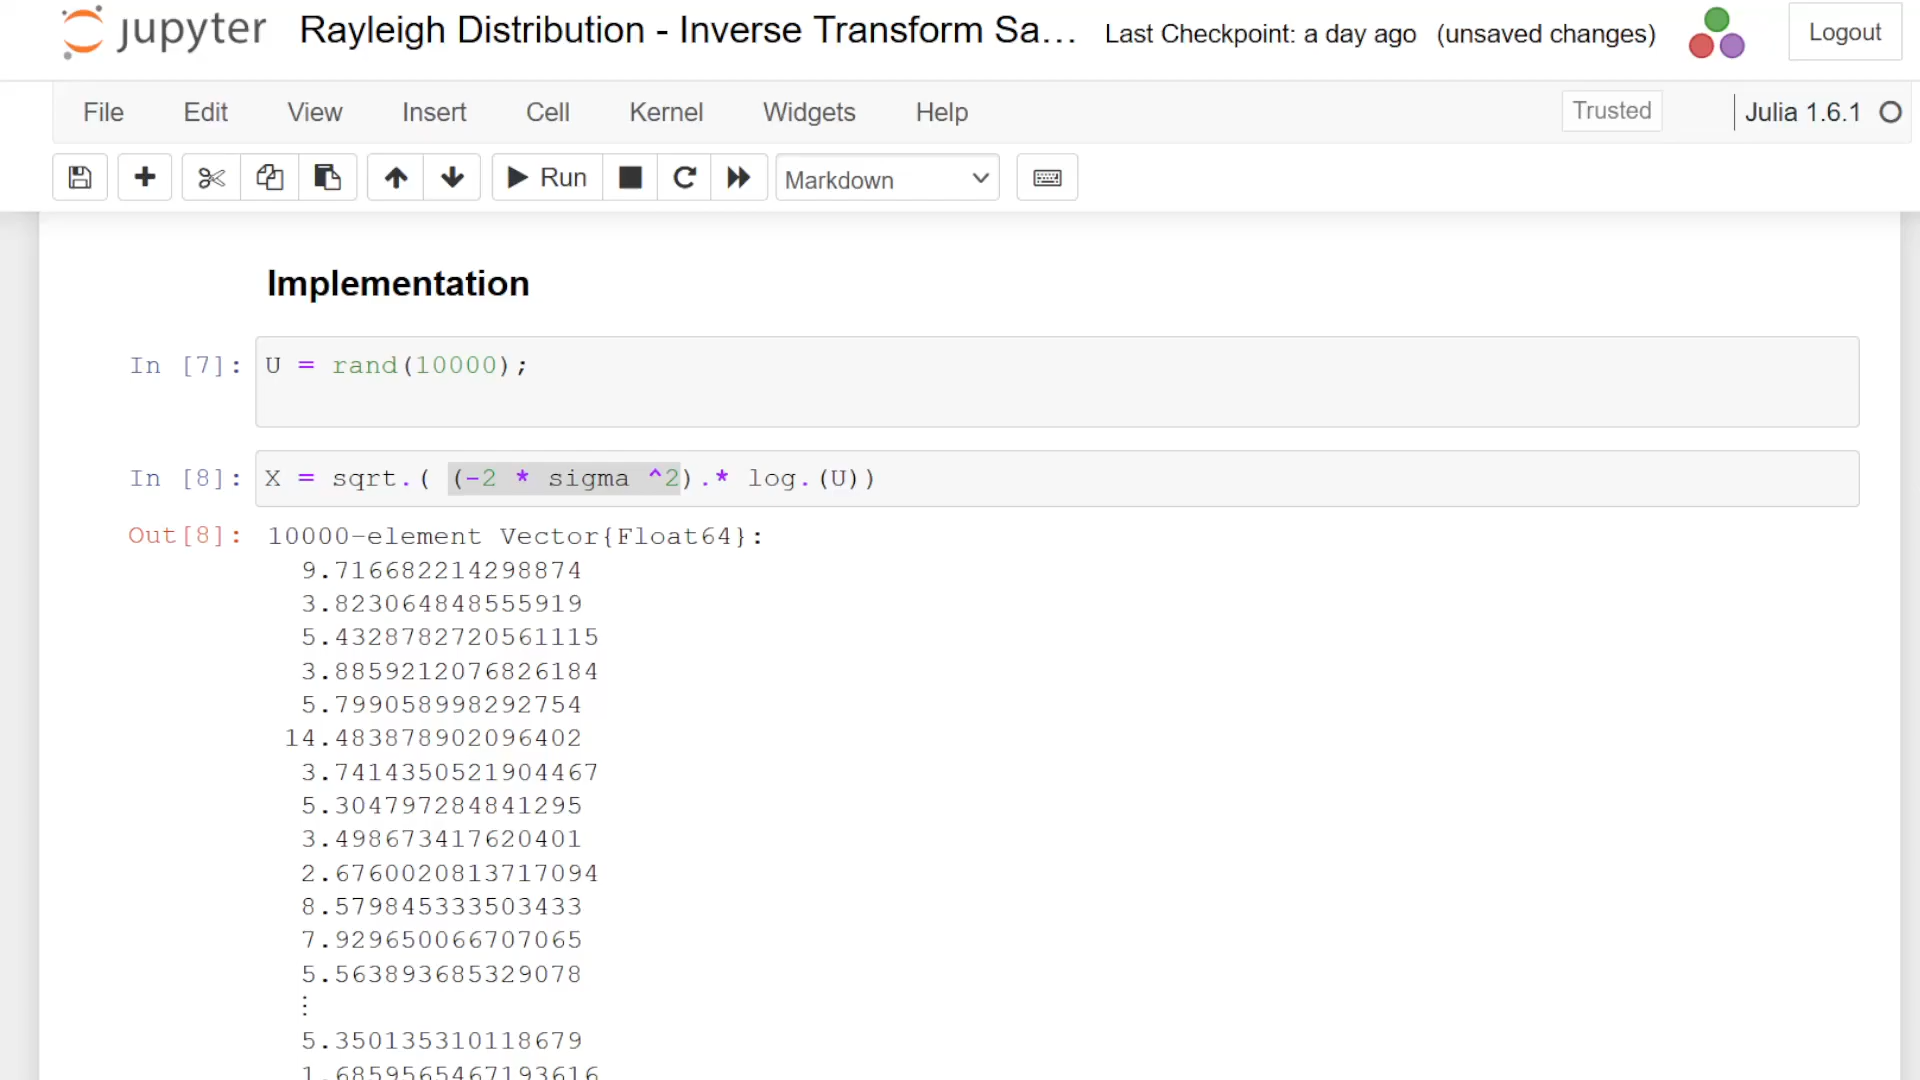 jupyter Rayleigh Distribution - Inverse Transform Sa... Last Checkpoint: a day ago (unsaved changes) Logout
File Edit View Insert Cell Kernel Widgets Help Trusted Julia 1.6.1
Run Markdown
Implementation
In [7]: U = rand(10000);
In [8]: X = sqrt.( (-2 * sigma ^2).* log.(U))
Out[8]: 10000-element Vector{Float64}:
9.716682214298874
3.823064848555919
5.4328782720561115
3.8859212076826184
5.799058998292754
14.483878902096402
3.7414350521904467
5.304797284841295
3.498673417620401
2.6760020813717094
8.579845333503433
7.929650066707065
5.563893685329078
⋮
5.350135310118679
1.6859565467193616